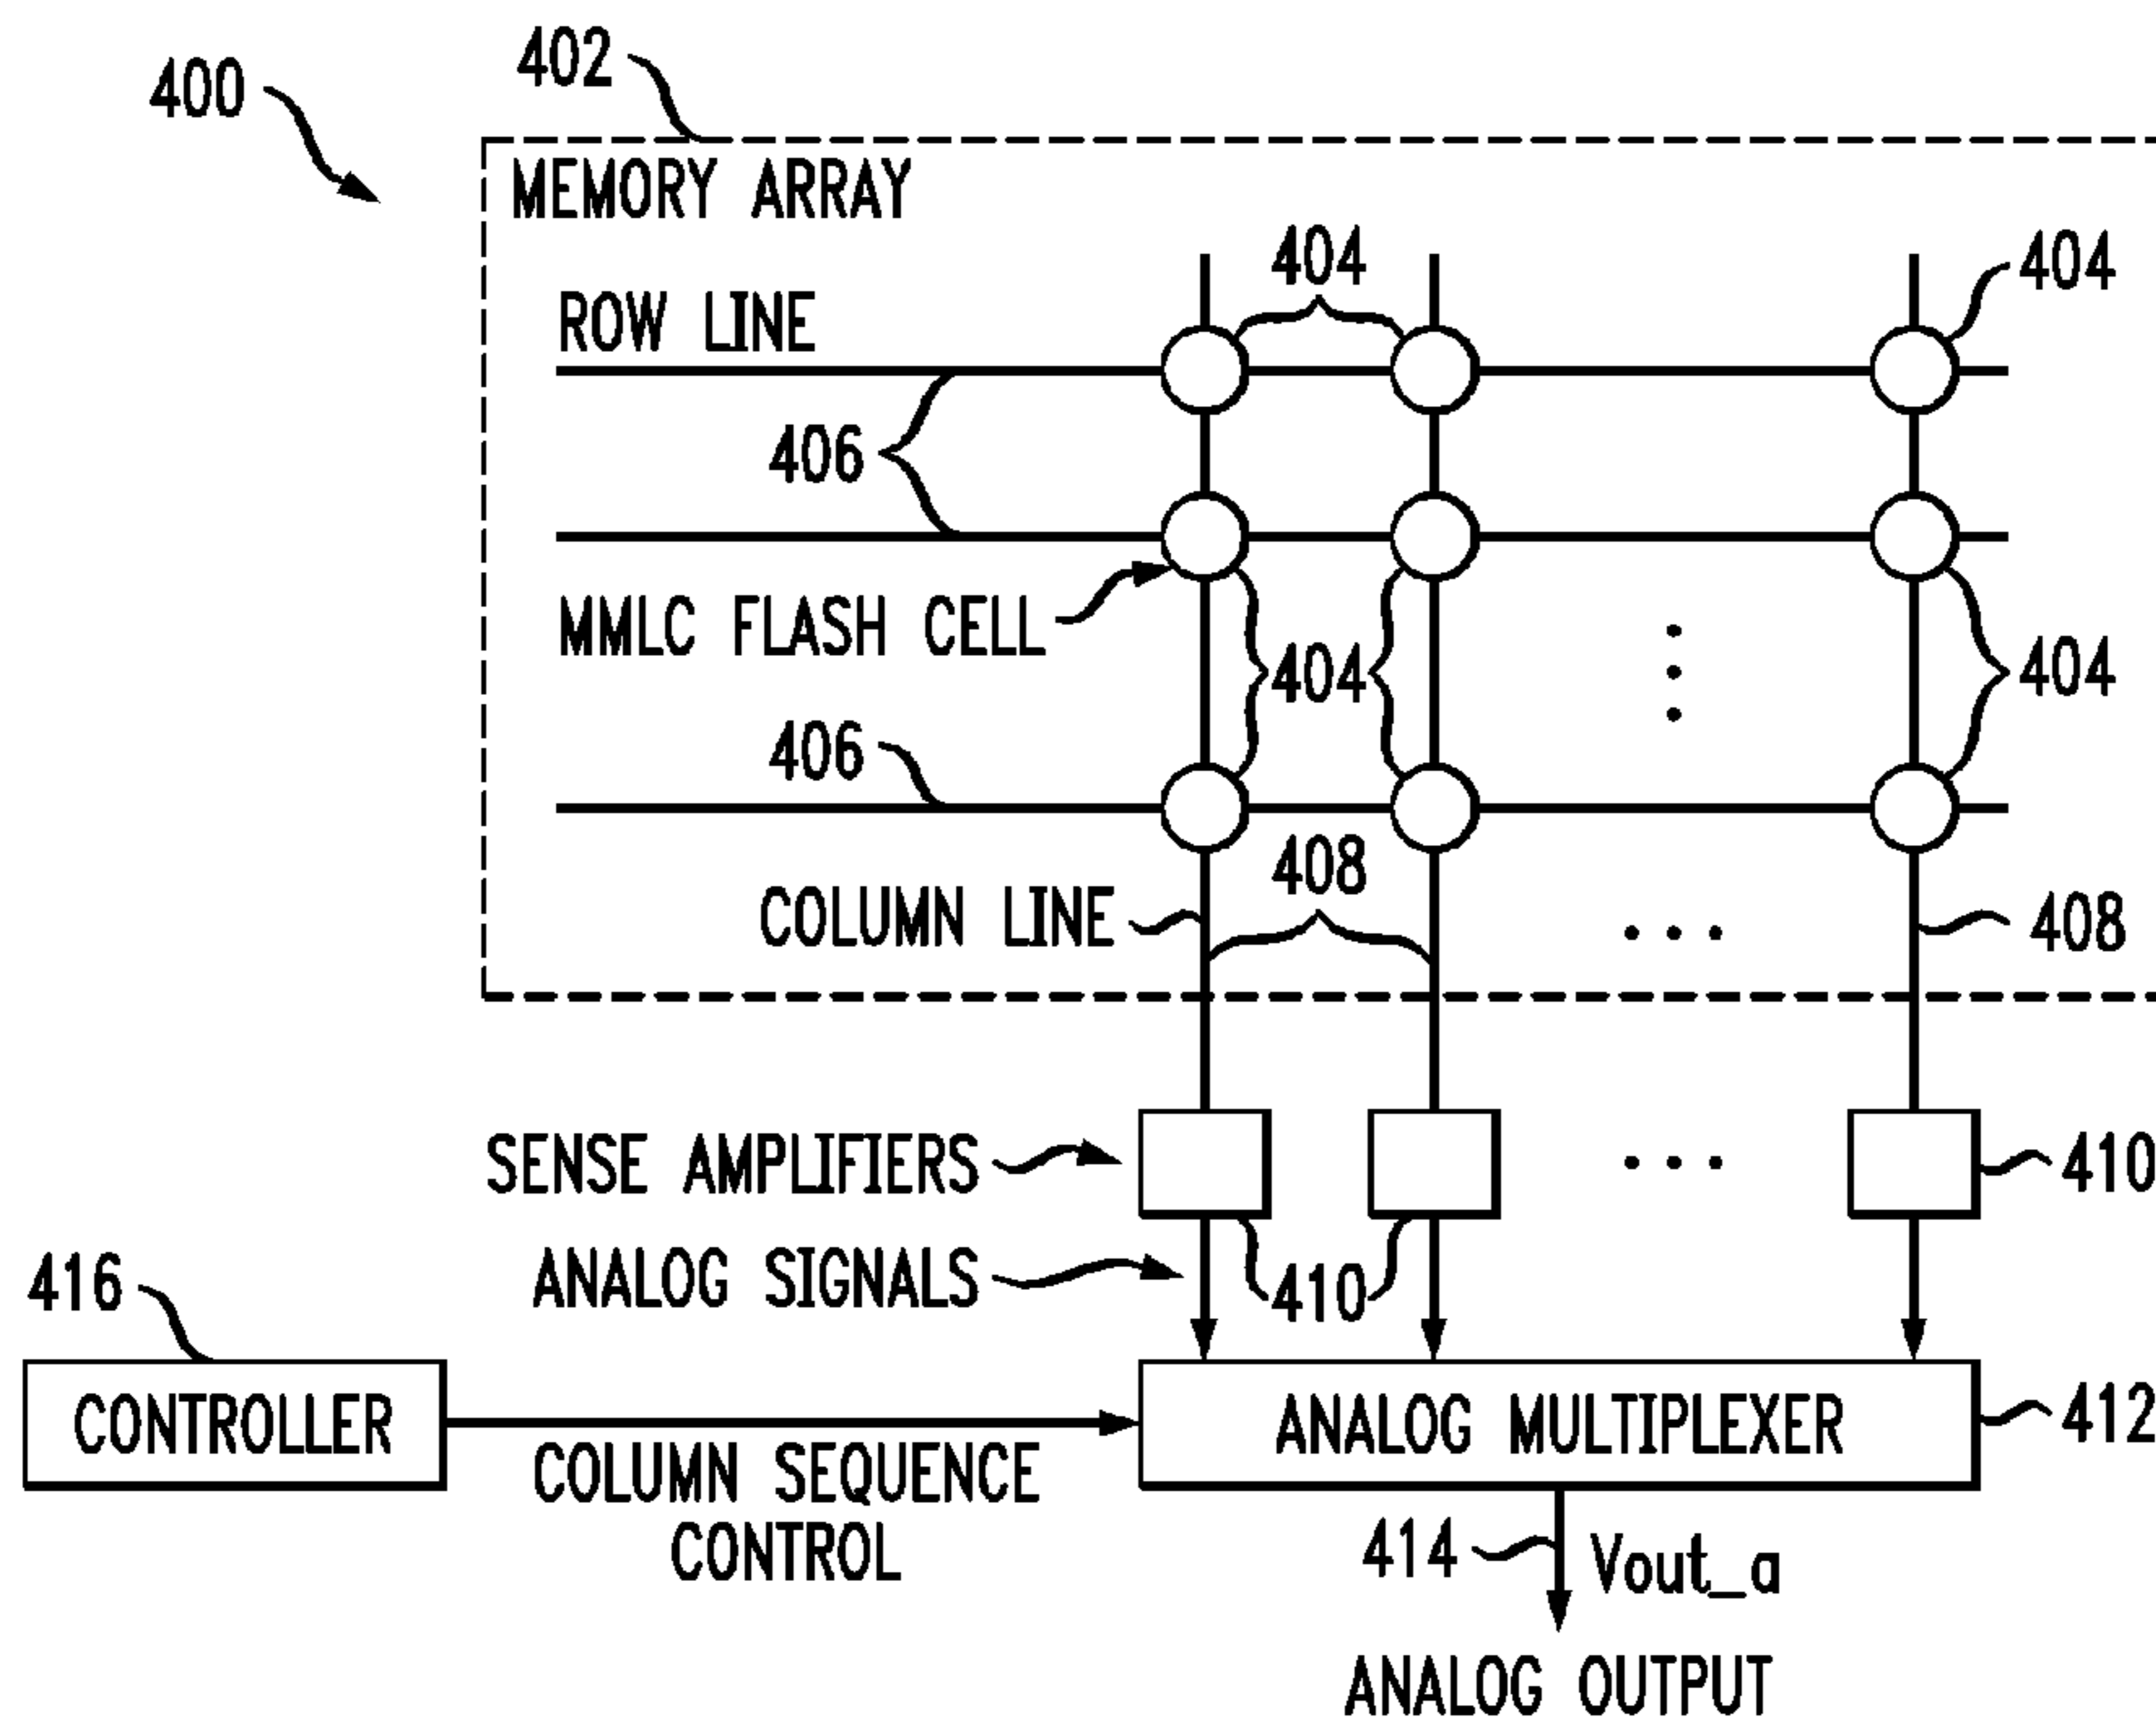 400
402
MEMORY ARRAY
404
404
ROW LINE
406
MMLC FLASH CELL
404
404
406
408
COLUMN LINE
408
SENSE AMPLIFIERS
410
ANALOG SIGNALS
410
416
CONTROLLER
ANALOG MULTIPLEXER
412
COLUMN SEQUENCE
CONTROL
414
Vout_a
ANALOG OUTPUT